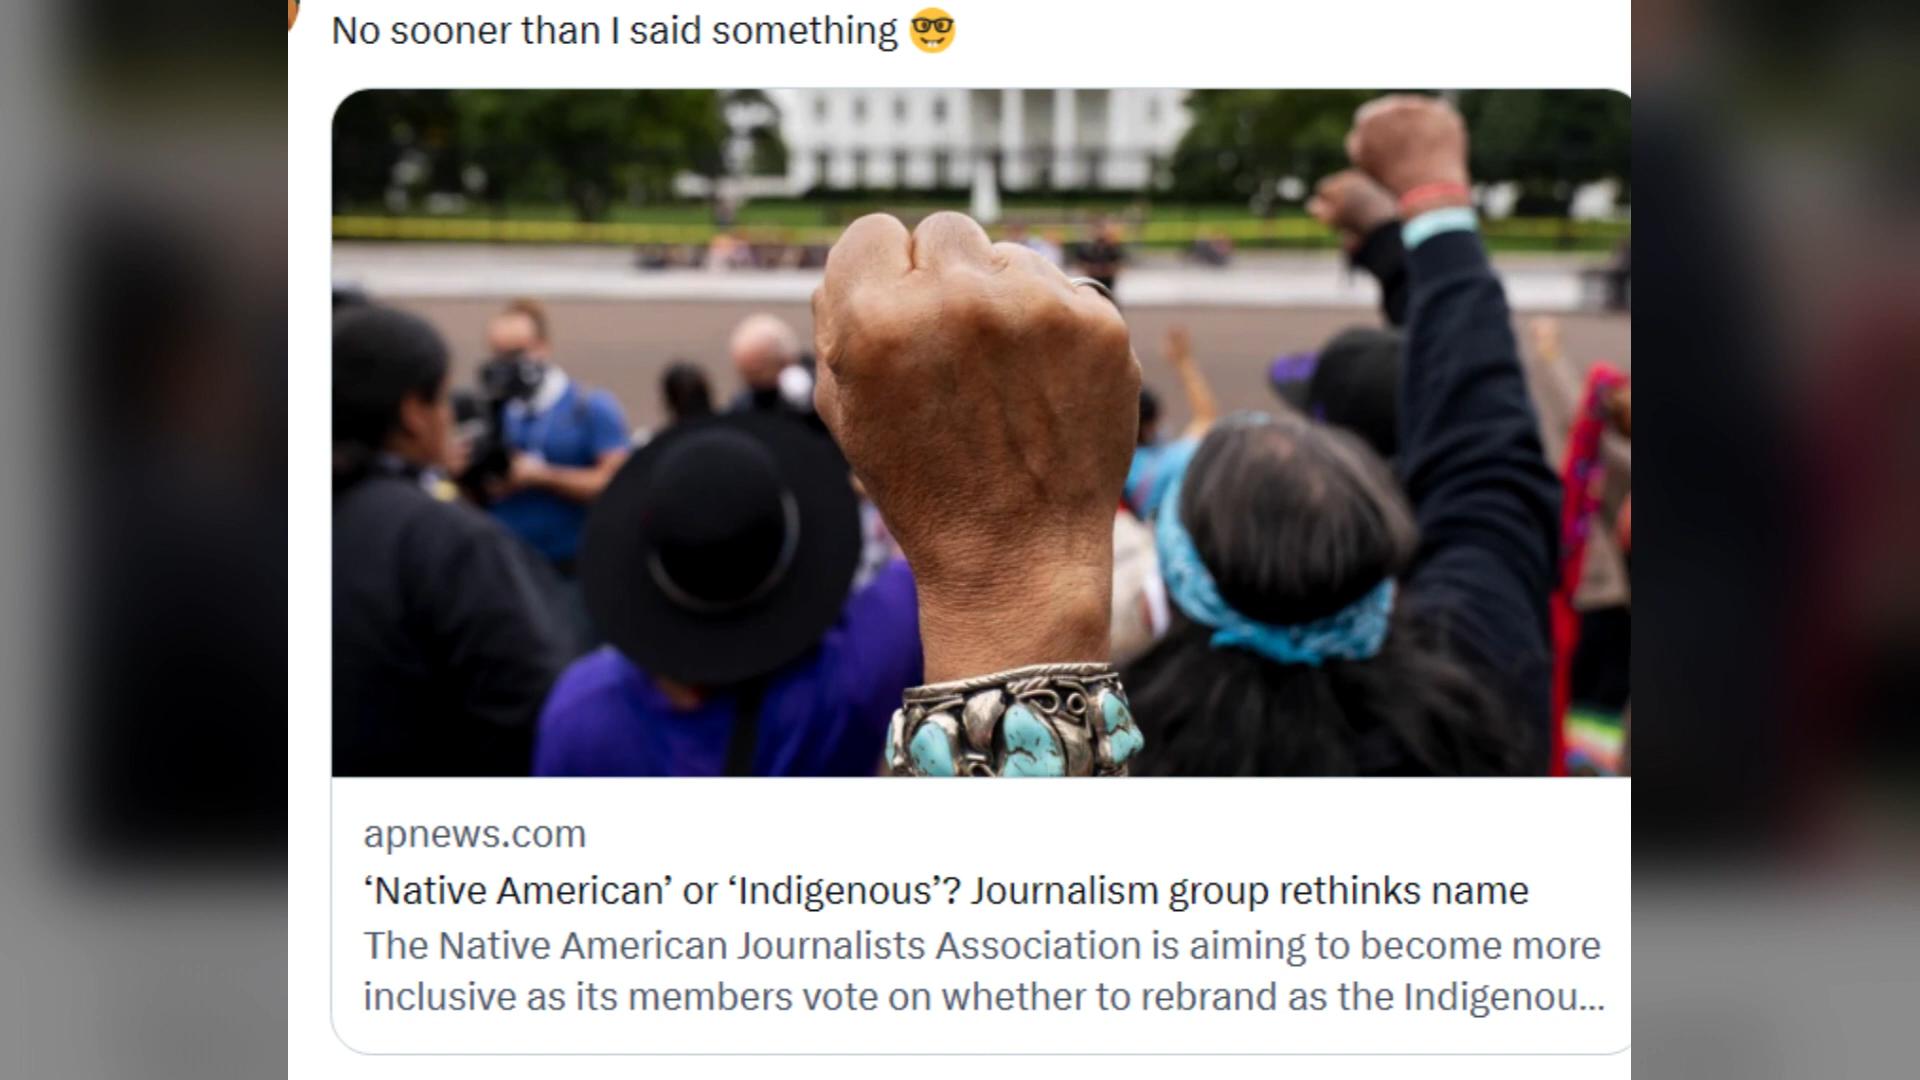 No sooner than I said something 🤓
apnews.com
‘Native American’ or ‘Indigenous’? Journalism group rethinks name
The Native American Journalists Association is aiming to become more
inclusive as its members vote on whether to rebrand as the Indigenou...